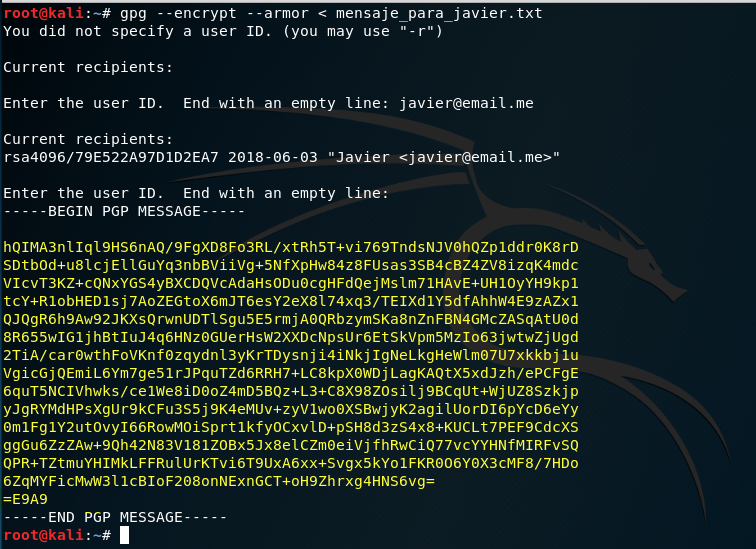 root@kali:~# gpg --encrypt --armor < mensaje_para_javier.txt
You did not specify a user ID. (you may use "-r")
Current recipients:
Enter the user ID.  End with an empty line: javier@email.me
Current recipients:
rsa4096/79E522A97D1D2EA7 2018-06-03 "Javier <javier@email.me>"
Enter the user ID.  End with an empty line:
-----BEGIN PGP MESSAGE-----
hQIMA3nlIql9HS6nAQ/9FgXD8Fo3RL/xtRh5T+vi769TndsNJV0hQZp1ddr0K8rD
SDtbOd+u8lcjEllGuYq3nbBViiVg+5NfXpHw84z8FUsas3SB4cBZ4ZV8izqK4mdc
VIcvT3KZ+cQNxYGS4yBXCDQVcAdaHsODu0cgHFdQejMslm71HAvE+UH1OyYH9kp1
tcY+R1obHED1sj7AoZEGtoX6mJT6esY2eX8l74xq3/TEIXd1Y5dfAhhW4E9zAZx1
QJQgR6h9Aw92JKXsQrwnUDTlSgu5E5rmjA0QRbzymSKa8nZnFBN4GMcZASqAtU0d
8R655wIG1jhBtIuJ4q6HNz0GUerHsW2XXDcNpsUr6EtSkVpm5MzIo63jwtwZjUgd
2TiA/car0wthFoVKnf0zqydnl3yKrTDysnji4iNkjIgNeLkgHeWlm07U7xkkbj1u
VgicGjQEmiL6Ym7ge51rJPquTZd6RRH7+LC8kpX0WDjLagKAQtX5xdJzh/ePCFgE
6quT5NCIVhwks/ce1We8iD0oZ4mD5BQz+L3+C8X98ZOsilj9BCqUt+WjUZ8Szkjp
yJgRYMdHPsXgUr9kCFu3S5j9K4eMUv+zyV1wo0XSBwjyK2agilUorDI6pYcD6eYy
0m1Fg1Y2utOvyI66RowMOiSprt1kfyOCxvlD+pSH8d3zS4x8+KUCLt7PEF9CdcXS
ggGu6ZzZAw+9Qh42N83V181ZOBx5Jx8elCZm0eiVjfhRwCiQ77vcYYHNfMIRFvSQ
QPR+TZtmuYHIMkLFFRulUrKTvi6T9UxA6xx+Svgx5kYo1FKR0O6Y0X3cMF8/7HDo
6ZqMYFicMwW3l1cBIoF208onNExnGCT+oH9Zhrxg4HNS6vg=
=E9A9
-----END PGP MESSAGE-----
root@kali:~#